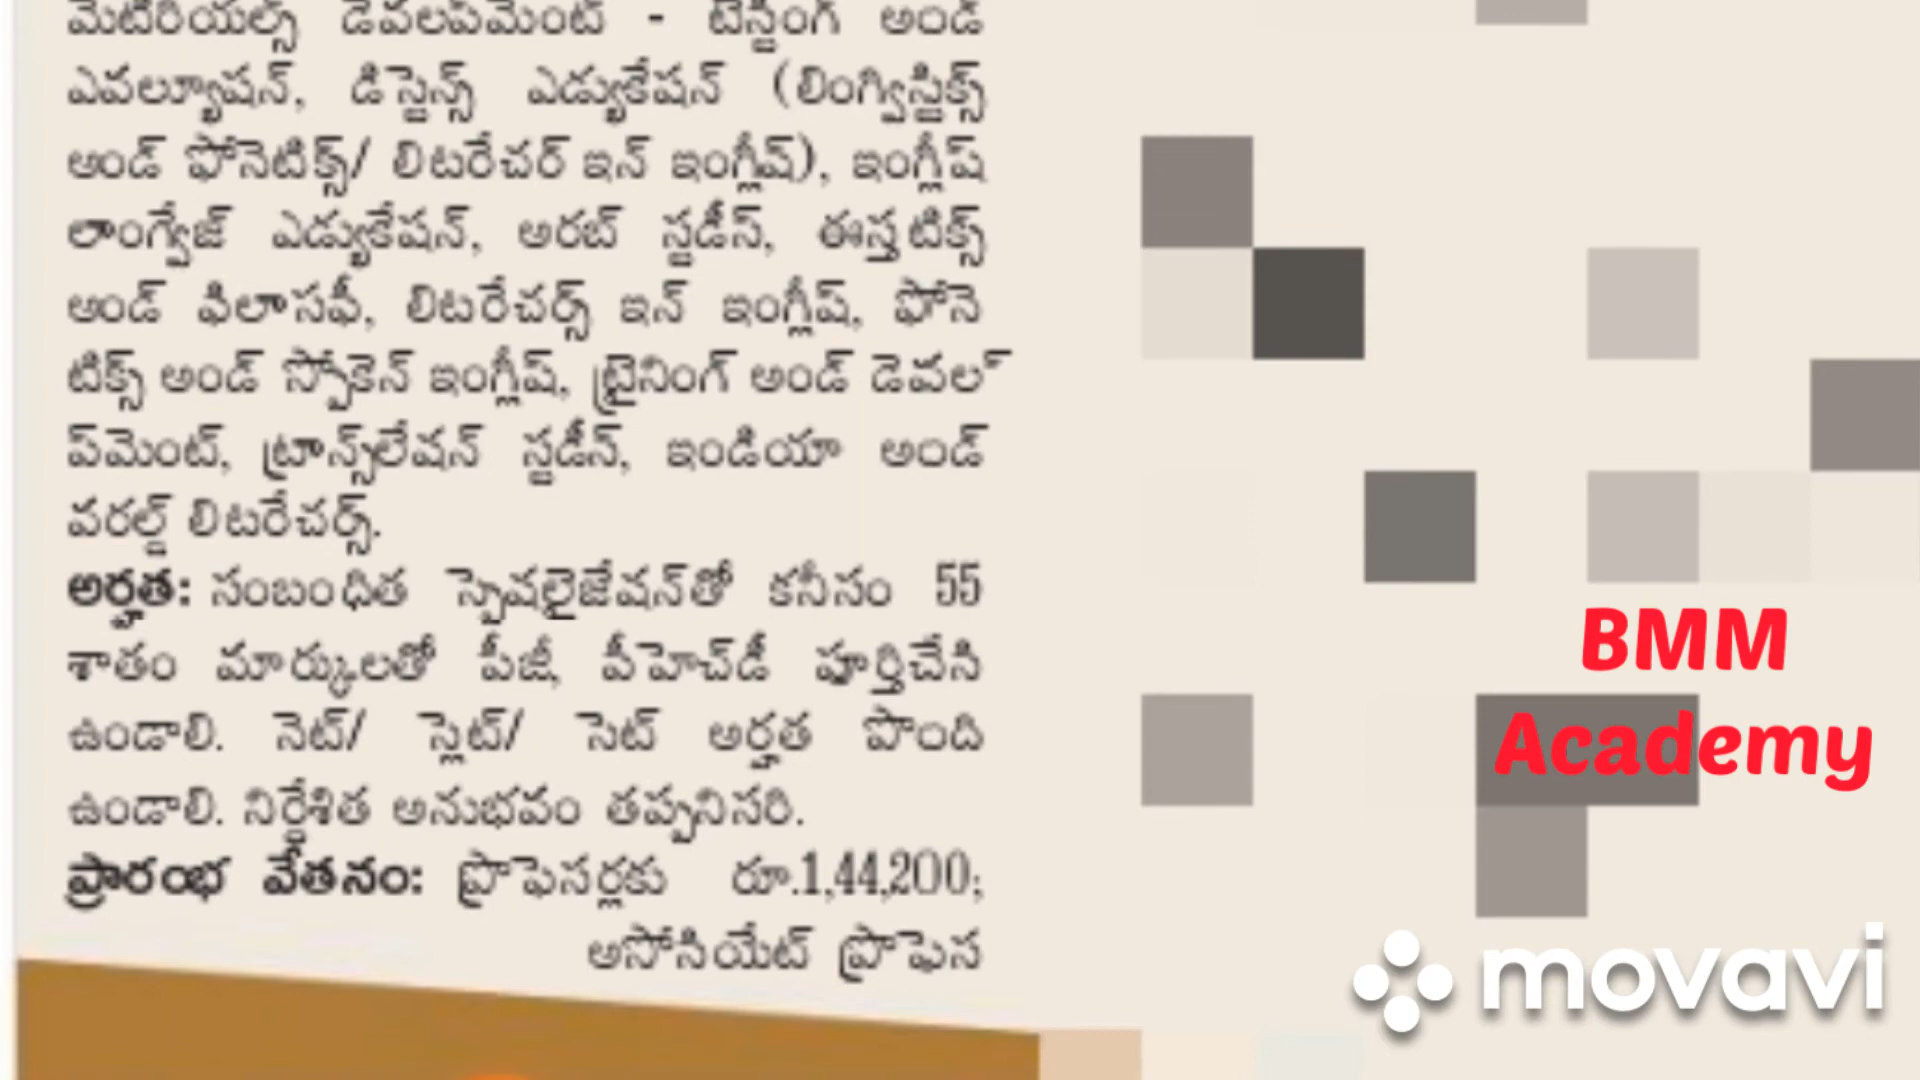 మెటీరియల్స్ డెవలప్‌మెంట్ - టెస్టింగ్ అండ్
ఎవల్యూషన్, డిస్టెన్స్ ఎడ్యుకేషన్ (లింగ్విస్టిక్స్
అండ్ ఫోనెటిక్స్/ లిటరేచర్ ఇన్ ఇంగ్లీష్), ఇంగ్లీష్
లాంగ్వేజ్ ఎడ్యుకేషన్, అరబ్ స్టడీస్, ఈస్తటిక్స్
అండ్ ఫిలాసఫీ, లిటరేచర్స్ ఇన్ ఇంగ్లీష్, ఫోనె
టిక్స్ అండ్ స్పోకెన్ ఇంగ్లీష్, ట్రైనింగ్ అండ్ డెవల్
ప్‌మెంట్, ట్రాన్స్‌లేషన్ స్టడీస్, ఇండియా అండ్
వరల్డ్ లిటరేచర్స్.
అర్హత: సంబంధిత స్పెషలైజేషన్‌తో కనీసం 55
శాతం మార్కులతో పీజీ, పీహెచ్‌డీ పూర్తిచేసి
ఉండాలి. నెట్/ స్లెట్/ సెట్ అర్హత పొంది
ఉండాలి. నిర్దేశిత అనుభవం తప్పనిసరి.
ప్రారంభ వేతనం: ప్రొఫెసర్లకు రూ.1,44,200;
అసోసియేట్ ప్రొఫెస
BMM
Academy
movavi